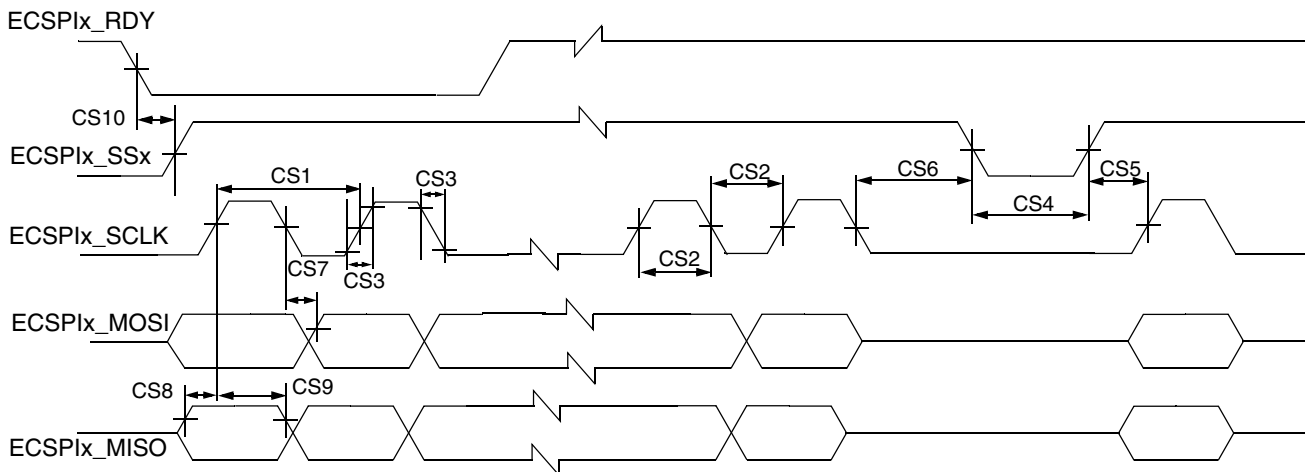 ECSPIx_RDY
CS10
ECSPIx_SSx
CS1
CS3
CS2
CS6
CS5
CS4
ECSPIx_SCLK
CS7
CS3
CS2
ECSPIx_MOSI
CS8
CS9
ECSPIx_MISO